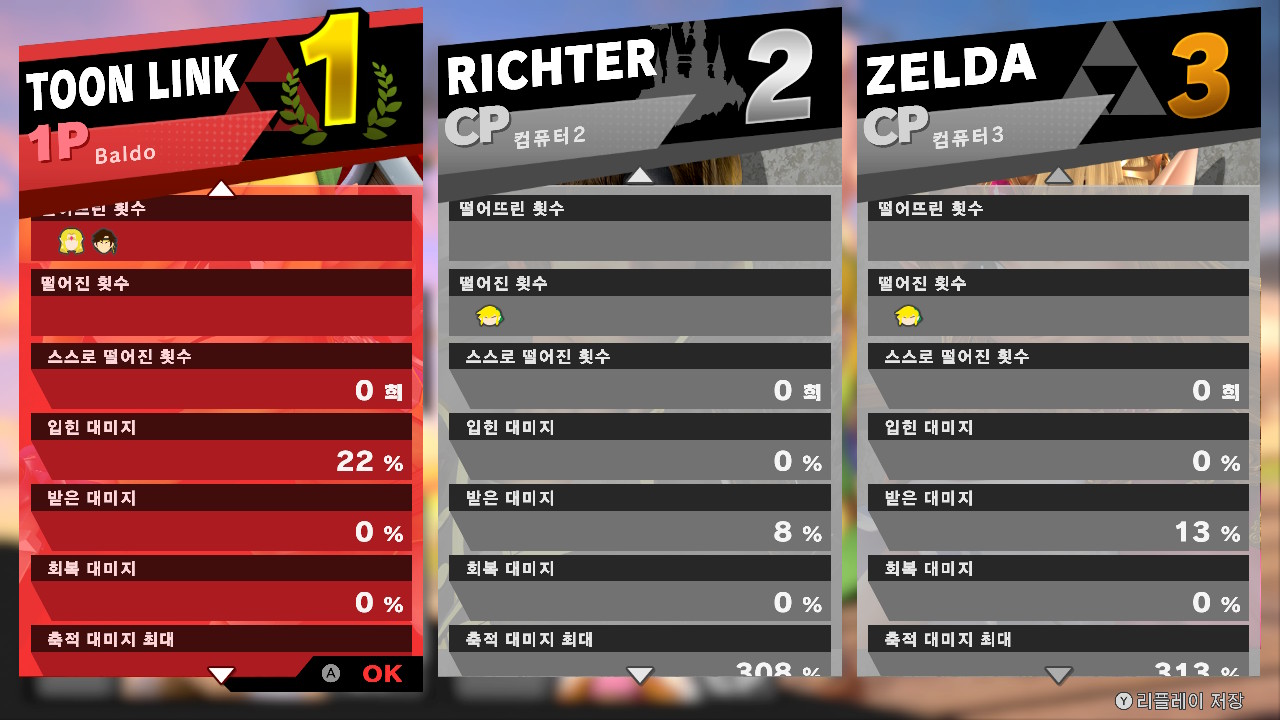 TOON LINK
1
1P Baldo
떨어뜨린 횟수
떨어진 횟수
스스로 떨어진 횟수
0 회
입힌 대미지
22 %
받은 대미지
0 %
회복 대미지
0 %
축적 대미지 최대
A OK
RICHTER
2
CP 컴퓨터2
떨어뜨린 횟수
떨어진 횟수
스스로 떨어진 횟수
0 회
입힌 대미지
0 %
받은 대미지
8 %
회복 대미지
0 %
축적 대미지 최대
308 %
ZELDA
3
CP 컴퓨터3
떨어뜨린 횟수
떨어진 횟수
스스로 떨어진 횟수
0 회
입힌 대미지
0 %
받은 대미지
13 %
회복 대미지
0 %
축적 대미지 최대
313 %
Y 리플레이 저장